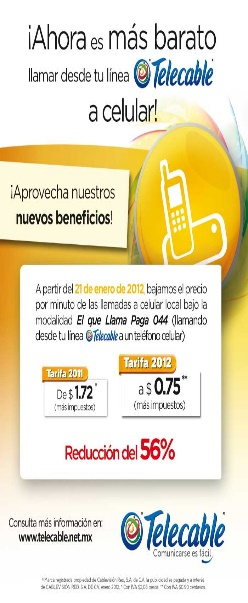 ¡Ahora es más barato
llamar desde tu línea Telecable®
a celular!
¡Aprovecha nuestros
nuevos beneficios!
A partir del 21 de enero de 2012, bajamos el precio
por minuto de las llamadas a celular local bajo la
modalidad El que Llama Paga 044 (llamando
desde tu línea Telecable a un teléfono celular)
Tarifa 2011
De $1.72*
(más impuestos)
Tarifa 2012
a $0.75**
(más impuestos)
Reducción del 56%
Consulta más información en:
www.telecable.net.mx
Telecable®
Comunicarse es fácil